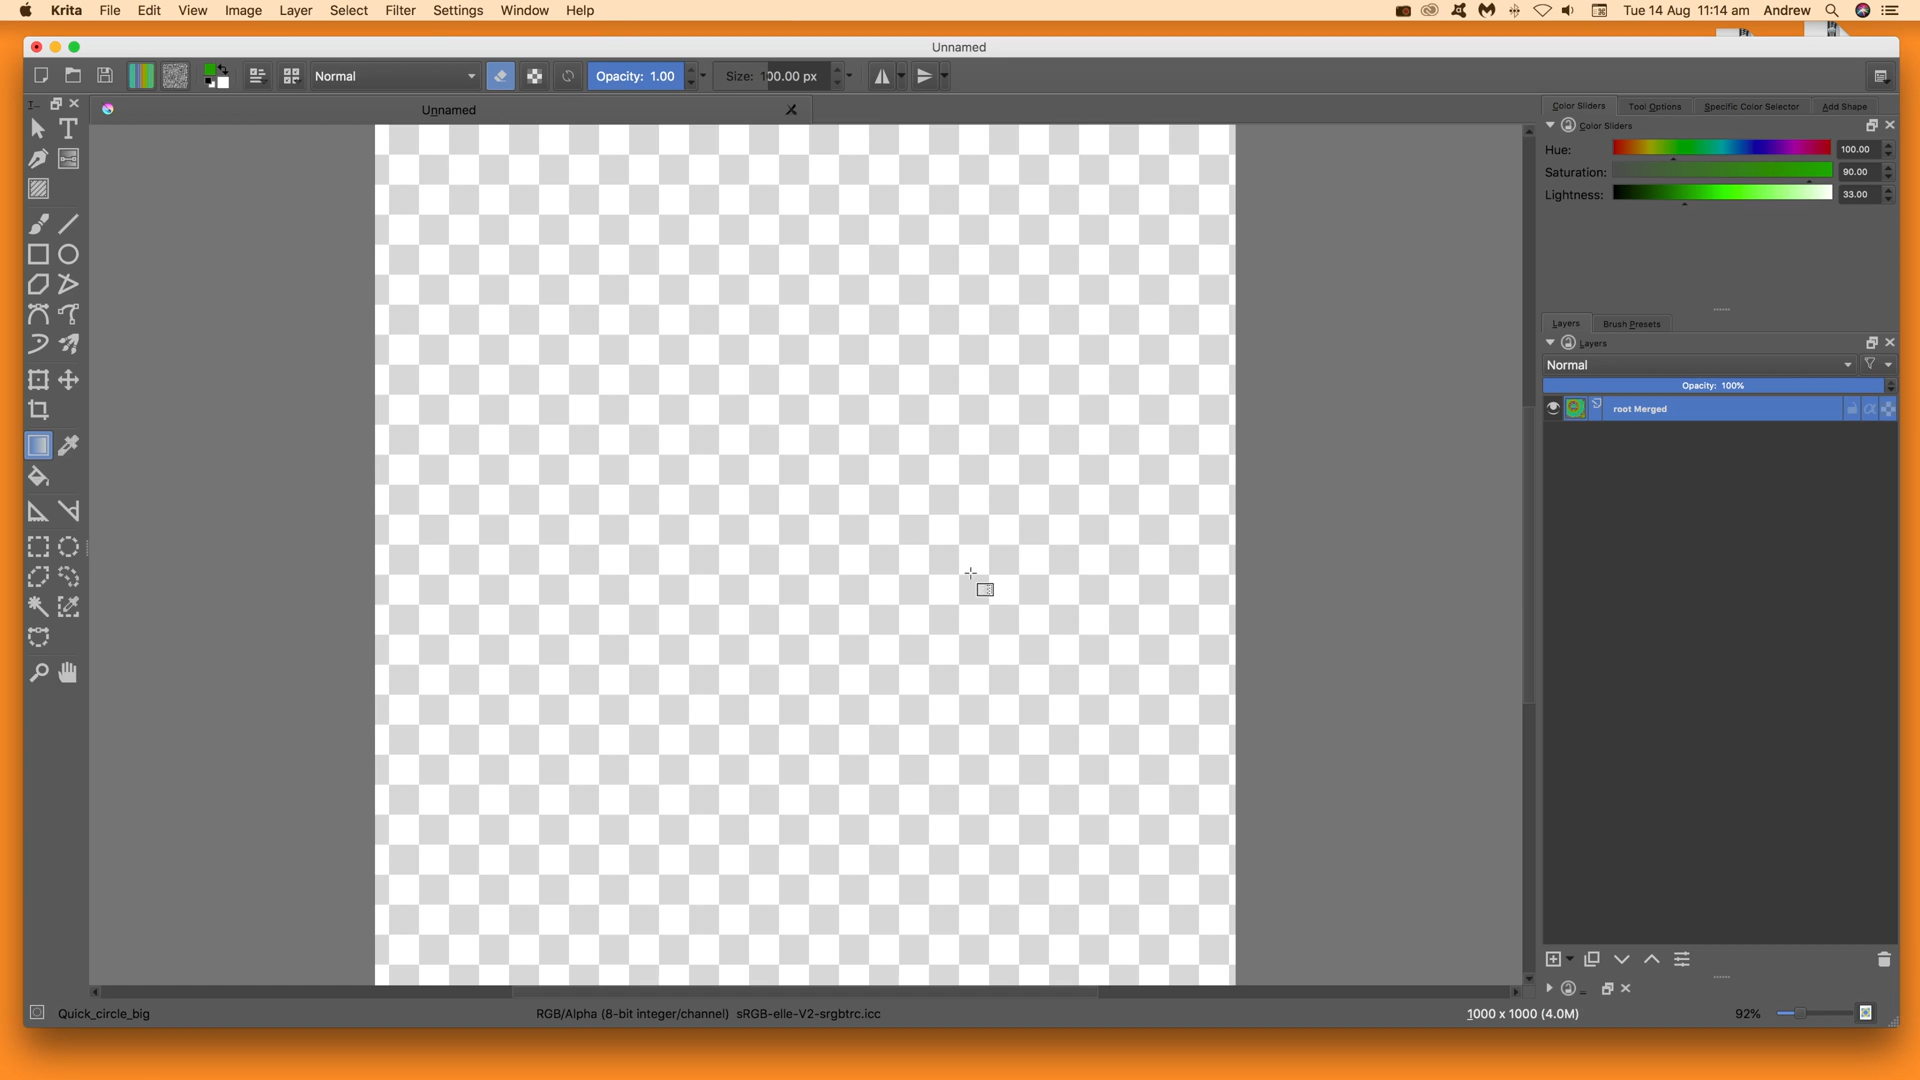 Krita File Edit View Image Layer Select Filter Settings Window Help Tue 14 Aug 11:14 am Andrew
Unnamed
Normal Opacity: 1.00 Size: 100.00 px
T... Unnamed Color Sliders Tool Options Specific Color Selector Add Shape
Color Sliders
Hue: 100.00
Saturation: 90.00
Lightness: 33.00
Layers Brush Presets
Layers
Normal
Opacity: 100%
root Merged
Quick_circle_big RGB/Alpha (8-bit integer/channel) sRGB-elle-V2-srgbtrc.icc 1000 x 1000 (4.0M) 92%